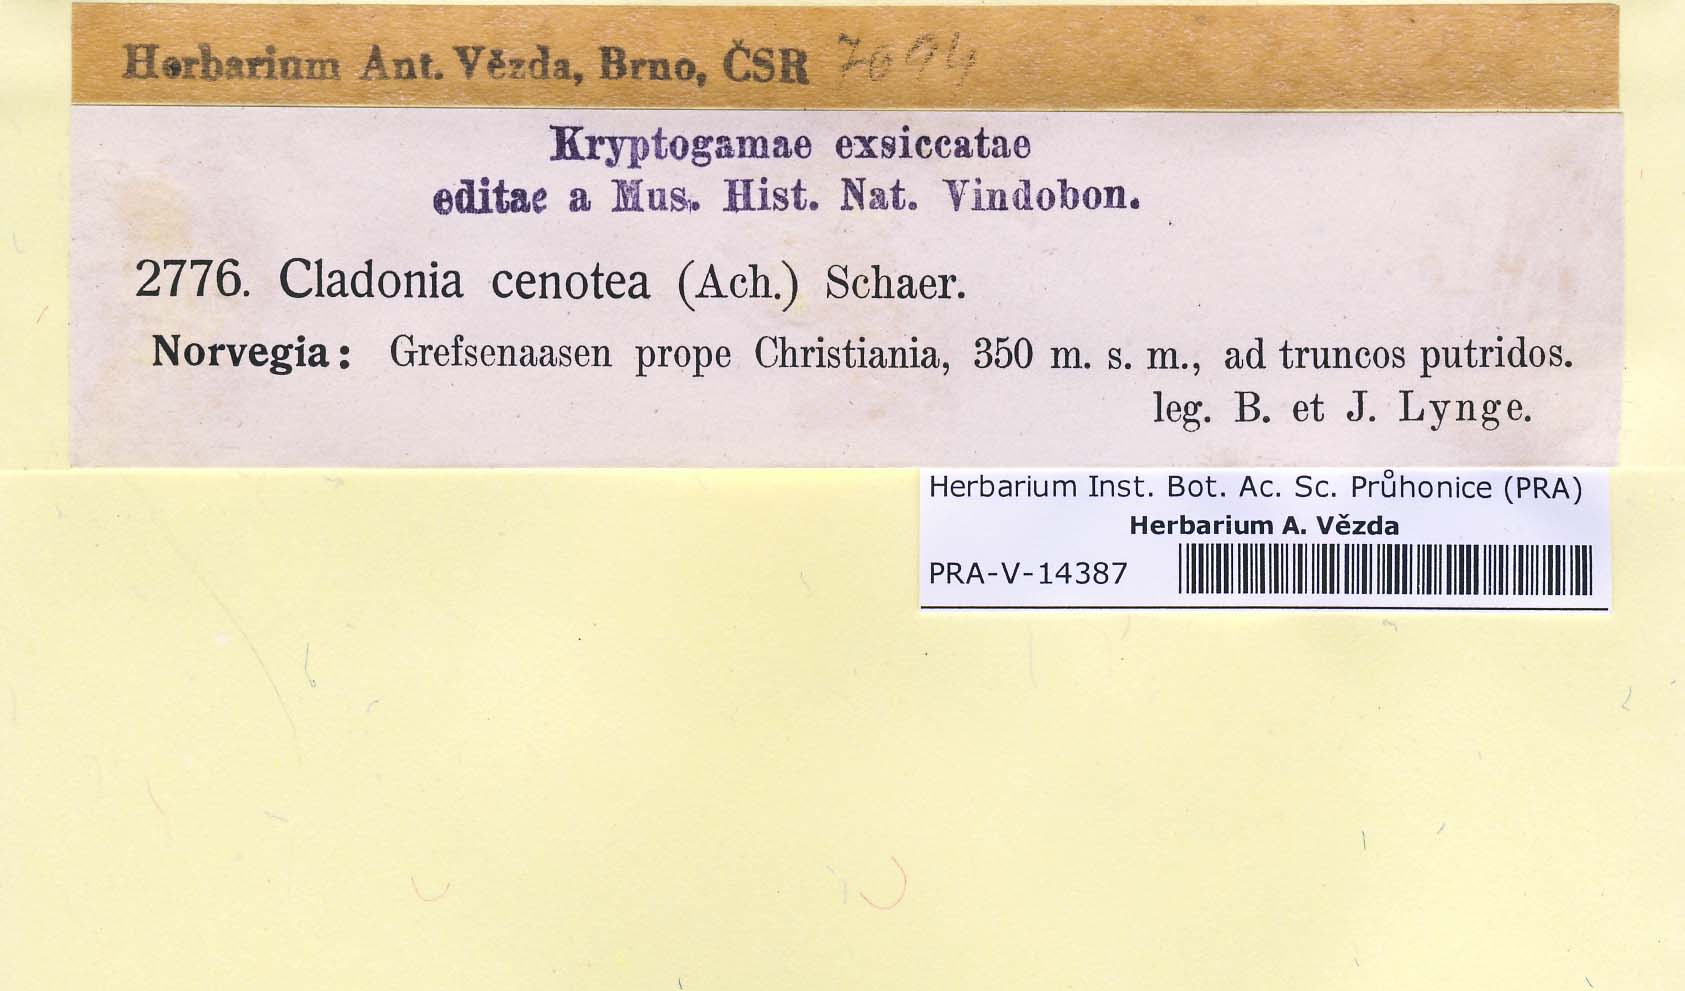 Herbarium Ant. Vězda, Brno, ČSR 7694
Kryptogamae exsiccatae
editae a Mus. Hist. Nat. Vindobon.
2776. Cladonia cenotea (Ach.) Schaer.
Norvegia: Grefsenaasen prope Christiania, 350 m. s. m., ad truncos putridos.
leg. B. et J. Lynge.
Herbarium Inst. Bot. Ac. Sc. Průhonice (PRA)
Herbarium A. Vězda
PRA-V-14387